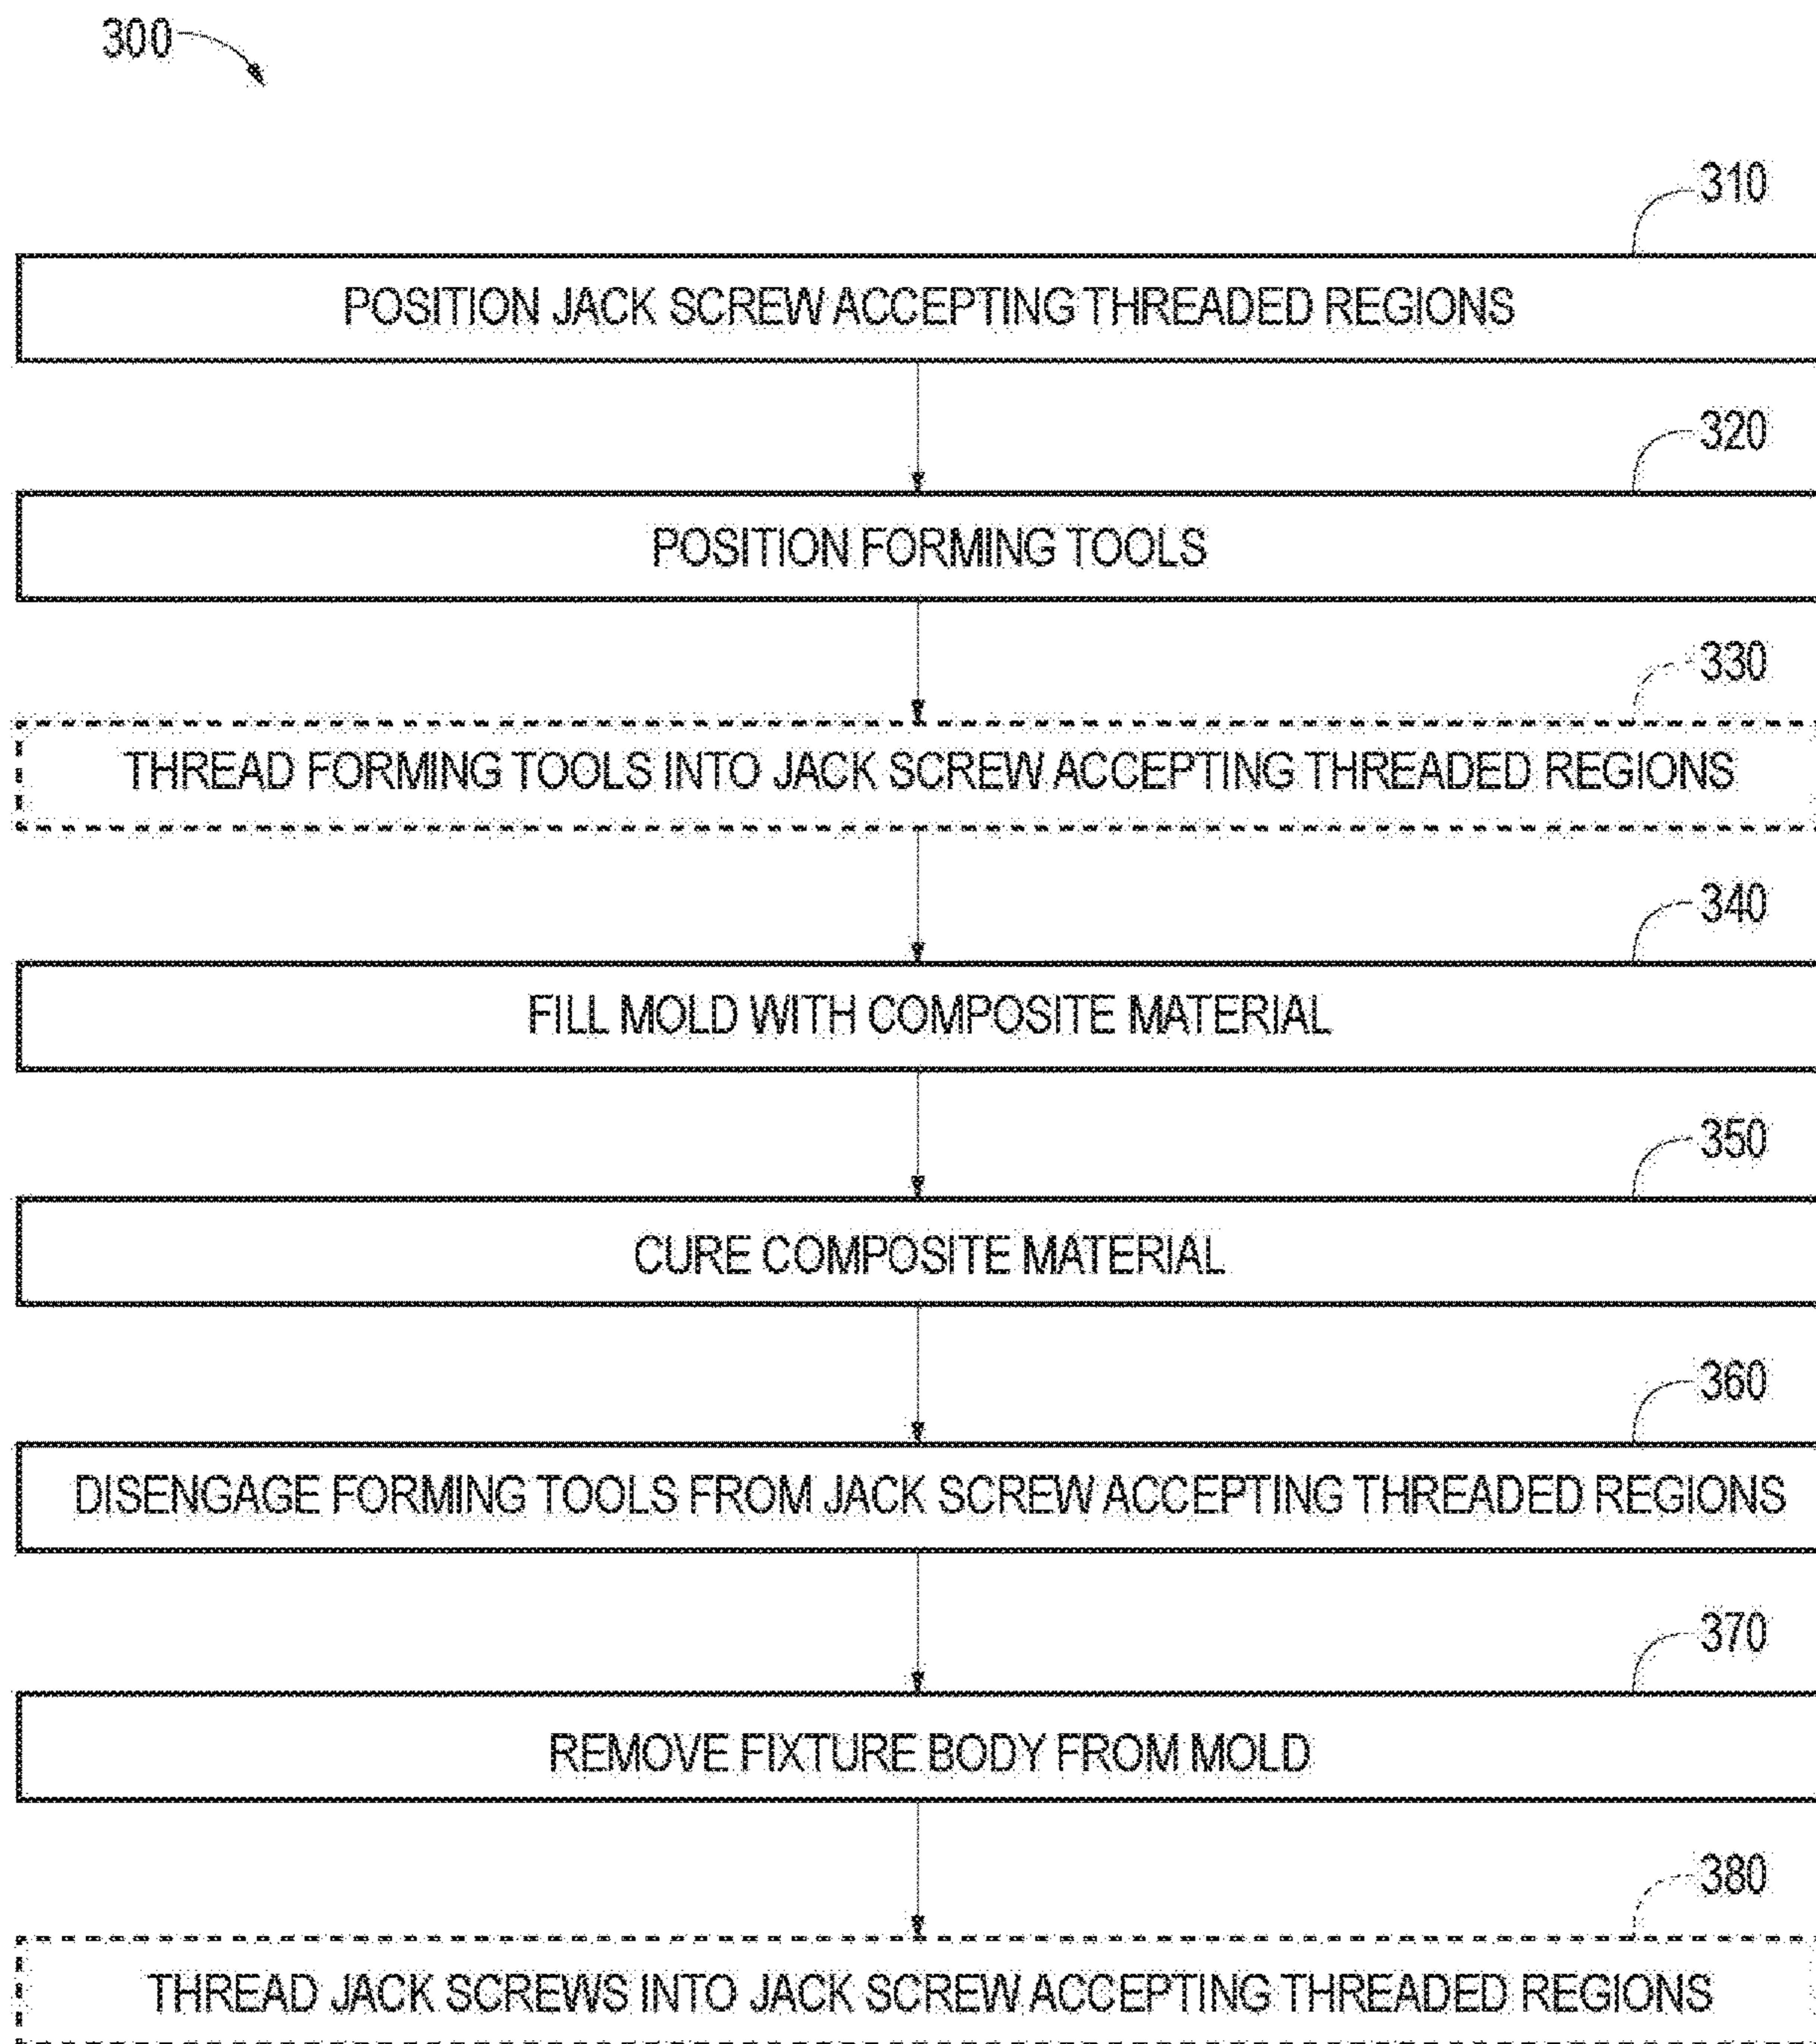 300
310
POSITION JACK SCREW ACCEPTING THREADED REGIONS
320
POSITION FORMING TOOLS
330
THREAD FORMING TOOLS INTO JACK SCREW ACCEPTING THREADED REGIONS
340
FILL MOLD WITH COMPOSITE MATERIAL
350
CURE COMPOSITE MATERIAL
360
DISENGAGE FORMING TOOLS FROM JACK SCREW ACCEPTING THREADED REGIONS
370
REMOVE FIXTURE BODY FROM MOLD
380
THREAD JACK SCREWS INTO JACK SCREW ACCEPTING THREADED REGIONS